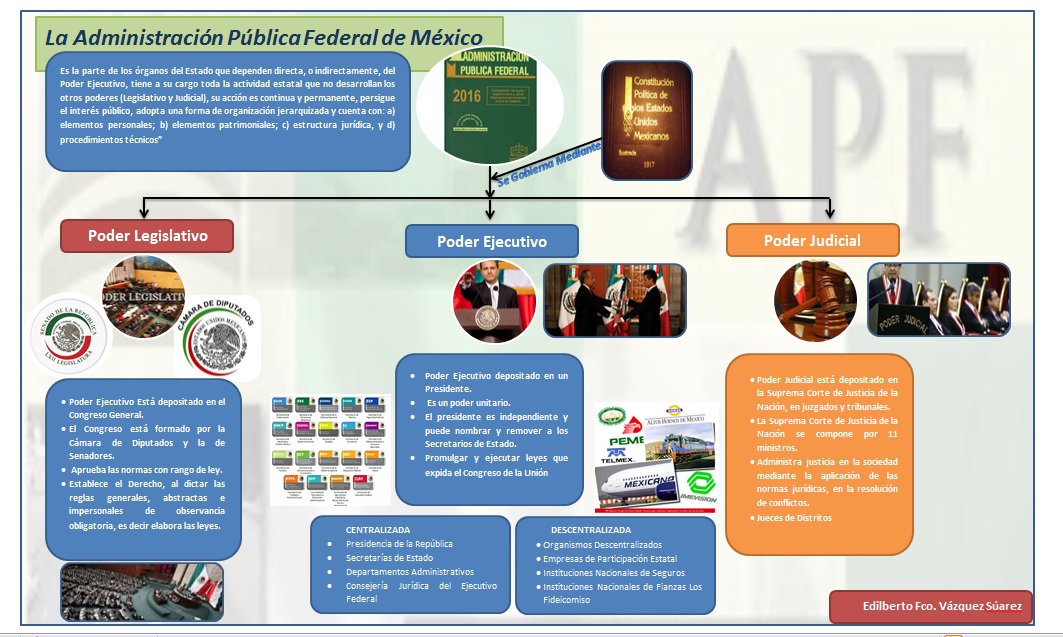 La Administración Pública Federal de México
Es la parte de los órganos del Estado que dependen directa, o indirectamente, del
Poder Ejecutivo, tiene a su cargo toda la actividad estatal que no desarrollan los
otros poderes (Legislativo y Judicial), su acción es continua y permanente, persigue
el interés público, adopta una forma de organización jerarquizada y cuenta con: a)
elementos personales; b) elementos patrimoniales; c) estructura jurídica, y d)
procedimientos técnicos”
ADMINISTRACIÓN
PUBLICA FEDERAL
2016
Constitución
Política de
los Estados
Unidos
Mexicanos
Ilustrada
1917
APF
Se Gobierna Mediante
Poder Legislativo
Poder Ejecutivo
Poder Judicial
PODER LEGISLATIV
SENADO DE LA REPÚBLICA
LXII LEGISLATURA
CÁMARA DE DIPUTADOS
ESTADOS UNIDOS MEXICANOS
PODER JUDICIAL
• Poder Ejecutivo Está depositado en el
Congreso General.
• El Congreso está formado por la
Cámara de Diputados y la de
Senadores.
• Aprueba las normas con rango de ley.
• Establece el Derecho, al dictar las
reglas generales, abstractas e
impersonales de observancia
obligatoria, es decir elabora las leyes.
• Poder Ejecutivo depositado en un
Presidente.
• Es un poder unitario.
• El presidente es independiente y
puede nombrar y remover a los
Secretarios de Estado.
• Promulgar y ejecutar leyes que
expida el Congreso de la Unión
CFE
PEME
TELMEX
ALTOS HORNOS DE MEXICO
MEXICANA
IMEVISION
• Poder Judicial está depositado en
la Suprema Corte de Justicia de la
Nación, en juzgados y tribunales.
• La Suprema Corte de Justicia de la
Nación se compone por 11
ministros.
• Administra justicia en la sociedad
mediante la aplicación de las
normas jurídicas, en la resolución
de conflictos.
• Jueces de Distritos
CENTRALIZADA
• Presidencia de la República
• Secretarías de Estado
• Departamentos Administrativos
• Consejería Jurídica del Ejecutivo
Federal
DESCENTRALIZADA
• Organismos Descentralizados
• Empresas de Participación Estatal
• Instituciones Nacionales de Seguros
• Instituciones Nacionales de Fianzas Los
Fideicomiso
Edilberto Fco. Vázquez Súarez